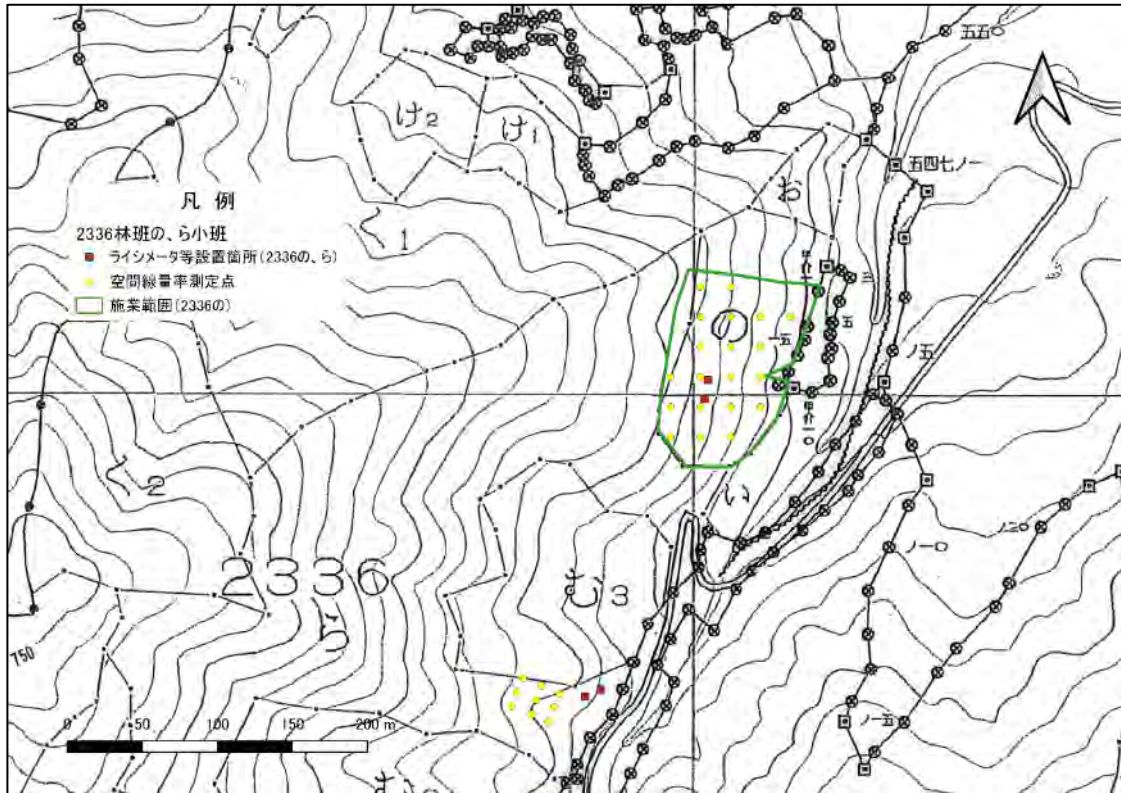 五五〇
け₂
け₁
五四七ノ一
お
凡例
2336林班の、ら小班
ライシメータ等設置箇所(2336の、ら)
空間線量率測定点
施業範囲(2336の)
1
の
三
五
一五
ノ五
2
い
2336
む₃
ら
ノ一〇
ノ二〇
ノ一五
750
0 50 100 150 200 m